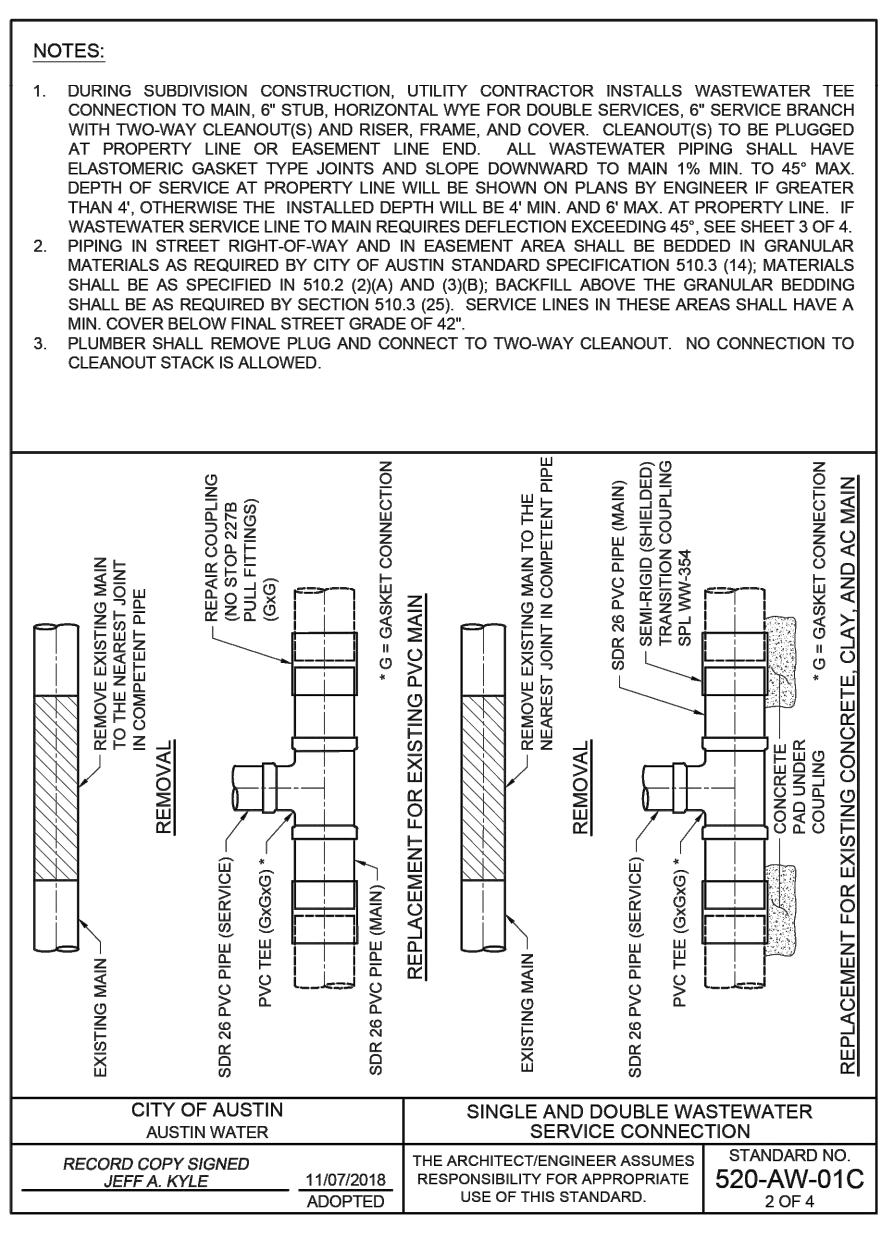 NOTES:
1. DURING SUBDIVISION CONSTRUCTION, UTILITY CONTRACTOR INSTALLS WASTEWATER TEE
CONNECTION TO MAIN, 6" STUB, HORIZONTAL WYE FOR DOUBLE SERVICES, 6" SERVICE BRANCH
WITH TWO-WAY CLEANOUT(S) AND RISER, FRAME, AND COVER. CLEANOUT(S) TO BE PLUGGED
AT PROPERTY LINE OR EASEMENT LINE END. ALL WASTEWATER PIPING SHALL HAVE
ELASTOMERIC GASKET TYPE JOINTS AND SLOPE DOWNWARD TO MAIN 1% MIN. TO 45° MAX.
DEPTH OF SERVICE AT PROPERTY LINE WILL BE SHOWN ON PLANS BY ENGINEER IF GREATER
THAN 4', OTHERWISE THE INSTALLED DEPTH WILL BE 4' MIN. AND 6' MAX. AT PROPERTY LINE. IF
WASTEWATER SERVICE LINE TO MAIN REQUIRES DEFLECTION EXCEEDING 45°, SEE SHEET 3 OF 4.
2. PIPING IN STREET RIGHT-OF-WAY AND IN EASEMENT AREA SHALL BE BEDDED IN GRANULAR
MATERIALS AS REQUIRED BY CITY OF AUSTIN STANDARD SPECIFICATION 510.3 (14); MATERIALS
SHALL BE AS SPECIFIED IN 510.2 (2)(A) AND (3)(B); BACKFILL ABOVE THE GRANULAR BEDDING
SHALL BE AS REQUIRED BY SECTION 510.3 (25). SERVICE LINES IN THESE AREAS SHALL HAVE A
MIN. COVER BELOW FINAL STREET GRADE OF 42".
3. PLUMBER SHALL REMOVE PLUG AND CONNECT TO TWO-WAY CLEANOUT. NO CONNECTION TO
CLEANOUT STACK IS ALLOWED.
EXISTING MAIN
REMOVE EXISTING MAIN
TO THE NEAREST JOINT
IN COMPETENT PIPE
REMOVAL
SDR 26 PVC PIPE (SERVICE)
PVC TEE (GxGxG) *
SDR 26 PVC PIPE (MAIN)
REPAIR COUPLING
(NO STOP 227B
PULL FITTINGS)
(GxG)
* G = GASKET CONNECTION
REPLACEMENT FOR EXISTING PVC MAIN
EXISTING MAIN
REMOVE EXISTING MAIN TO THE
NEAREST JOINT IN COMPETENT PIPE
REMOVAL
SDR 26 PVC PIPE (SERVICE)
PVC TEE (GxGxG) *
SDR 26 PVC PIPE (MAIN)
SEMI-RIGID (SHIELDED)
TRANSITION COUPLING
SPL WW-354
CONCRETE
PAD UNDER
COUPLING
* G = GASKET CONNECTION
REPLACEMENT FOR EXISTING CONCRETE, CLAY, AND AC MAIN
CITY OF AUSTIN
AUSTIN WATER
SINGLE AND DOUBLE WASTEWATER
SERVICE CONNECTION
RECORD COPY SIGNED
JEFF A. KYLE
11/07/2018
ADOPTED
THE ARCHITECT/ENGINEER ASSUMES
RESPONSIBILITY FOR APPROPRIATE
USE OF THIS STANDARD.
STANDARD NO.
520-AW-01C
2 OF 4